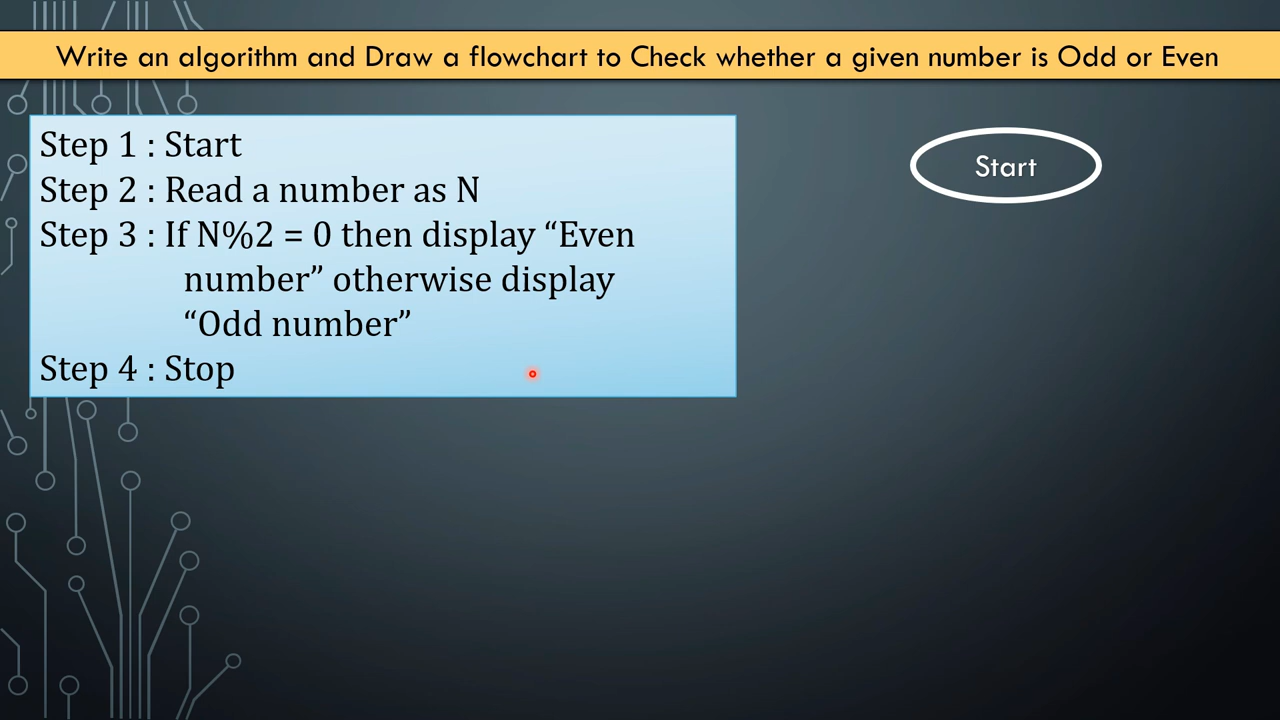 Write an algorithm and Draw a flowchart to Check whether a given number is Odd or Even
Step 1 : Start
Step 2 : Read a number as N
Step 3 : If N%2 = 0 then display “Even
number” otherwise display
“Odd number”
Step 4 : Stop
Start